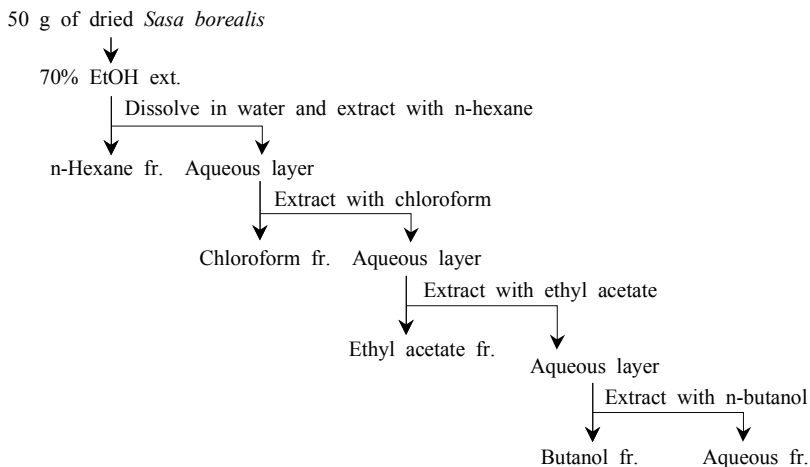 50 g of dried Sasa borealis
70% EtOH ext.
Dissolve in water and extract with n-hexane
n-Hexane fr. Aqueous layer
Extract with chloroform
Chloroform fr. Aqueous layer
Extract with ethyl acetate
Ethyl acetate fr.
Aqueous layer
Extract with n-butanol
Butanol fr. Aqueous fr.